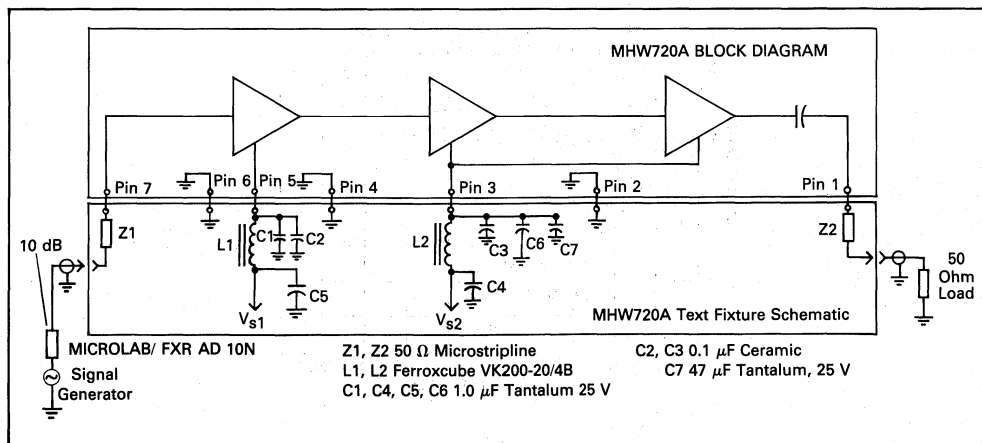 MHW720A BLOCK DIAGRAM
Pin 7
Pin 6
Pin 5
Pin 4
Pin 3
Pin 2
Pin 1
10 dB
Z1
L1
C1
C2
L2
C3
C6
C7
Z2
C5
C4
50
Ohm
Load
Vs1
Vs2
MHW720A Text Fixture Schematic
MICROLAB/ FXR AD 10N
Signal
Generator
Z1, Z2 50 Ω Microstripline
L1, L2 Ferroxcube VK200-20/4B
C1, C4, C5, C6 1.0 μF Tantalum 25 V
C2, C3 0.1 μF Ceramic
C7 47 μF Tantalum, 25 V